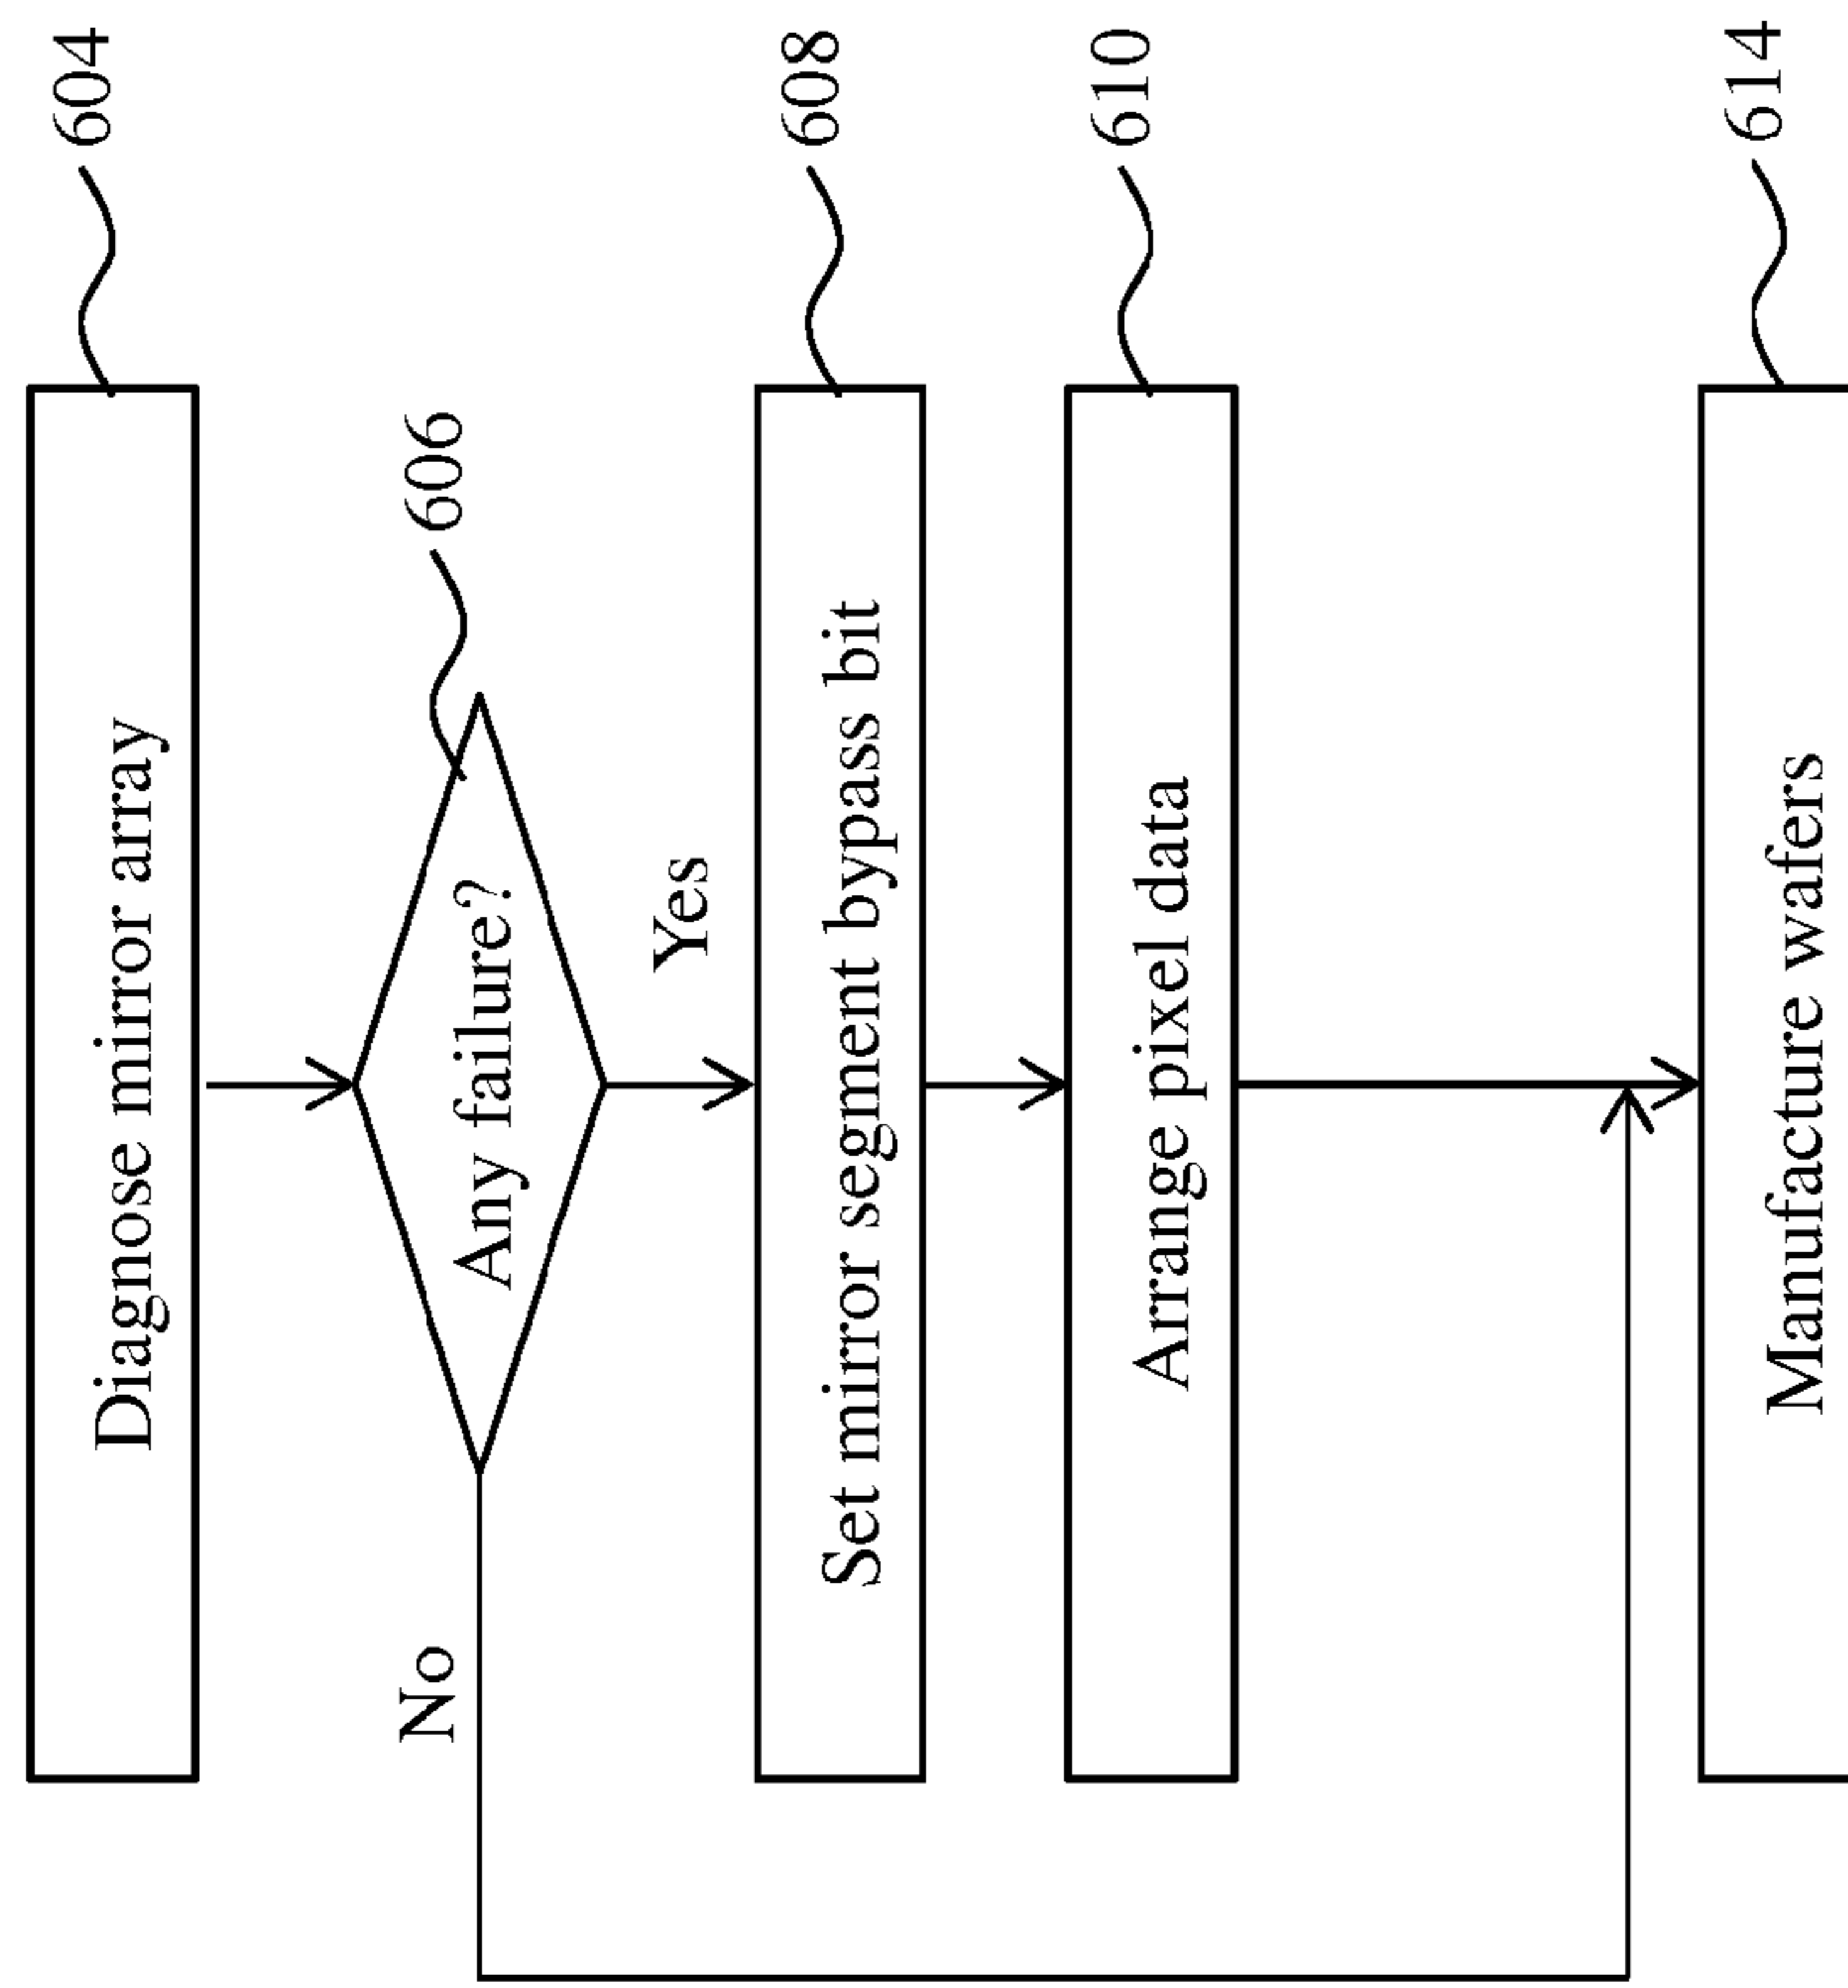 Diagnose mirror array
604
Any failure?
606
No
Yes
Set mirror segment bypass bit
608
Arrange pixel data
610
Manufacture wafers
614